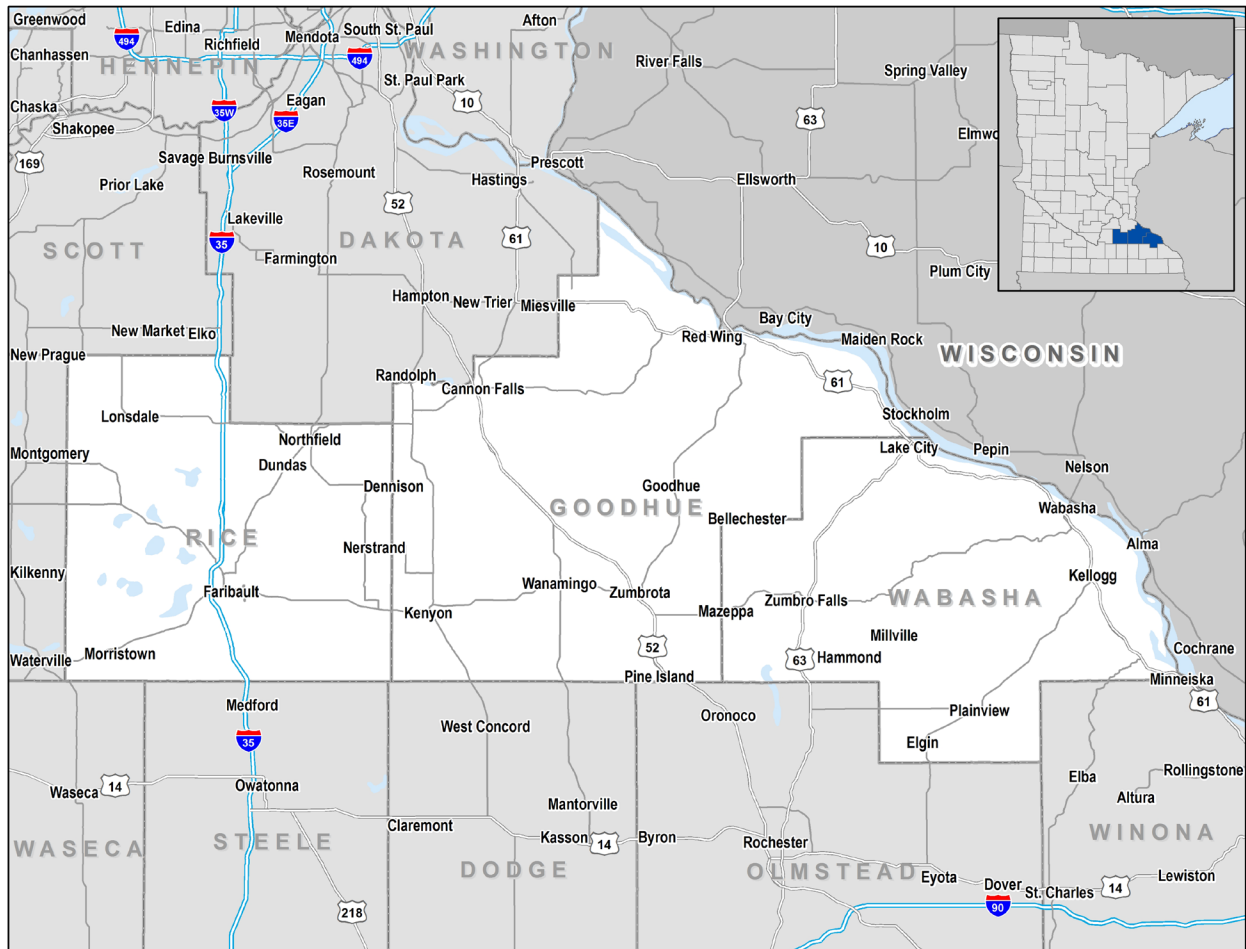 Greenwood
Edina
Mendota
South St. Paul
Afton
494
Richfield
Chanhassen
HENNEPIN
494
WASHINGTON
River Falls
Spring Valley
St. Paul Park
Chaska
35W
Eagan
10
63
35E
Shakopee
Elmwo
169
Savage
Burnsville
Prescott
Rosemount
Hastings
Ellsworth
Prior Lake
52
Lakeville
61
10
35
DAKOTA
SCOTT
Farmington
Plum City
Hampton
New Trier
Miesville
Bay City
New Market
Elko
Red Wing
Maiden Rock
New Prague
WISCONSIN
Randolph
Cannon Falls
61
Lonsdale
Stockholm
Northfield
Lake City
Pepin
Montgomery
Dundas
Nelson
Dennison
Goodhue
GOODHUE
Bellechester
Wabasha
RICE
Nerstrand
Alma
Kilkenny
Kellogg
Faribault
Wanamingo
Zumbrota
WABASHA
Kenyon
Mazeppa
Zumbro Falls
Millville
52
Waterville
Morristown
63
Hammond
Cochrane
Pine Island
Minneiska
Medford
61
Oronoco
Plainview
West Concord
35
Elgin
Owatonna
Elba
Rollingstone
Waseca
14
Altura
Mantorville
Claremont
Kasson
14
Byron
WINONA
WASECA
STEELE
Rochester
DODGE
OLMSTEAD
Eyota
Dover
St. Charles
14
Lewiston
218
90